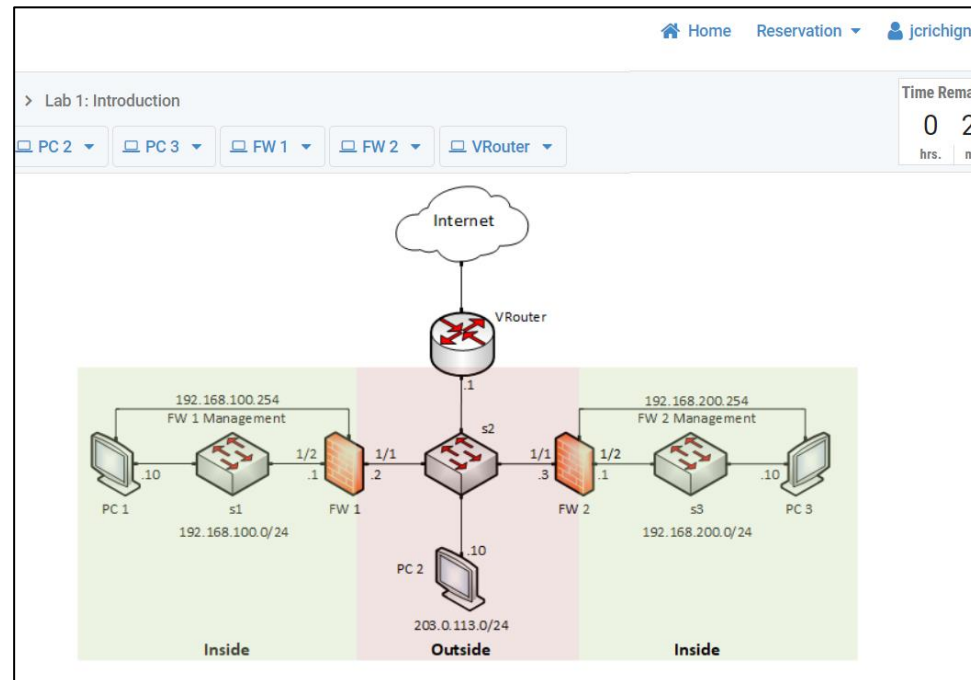 Home Reservation jcrichign
> Lab 1: Introduction
Time Rema
0 2
hrs. m
PC 2 PC 3 FW 1 FW 2 VRouter
Internet
VRouter
.1
192.168.100.254
FW 1 Management
s2
192.168.200.254
FW 2 Management
1/2 1/1 1/1 1/2
.10 .1 .2 .3 .1 .10
PC 1 s1 FW 1 FW 2 s3 PC 3
192.168.100.0/24 192.168.200.0/24
.10
PC 2
203.0.113.0/24
Inside Outside Inside